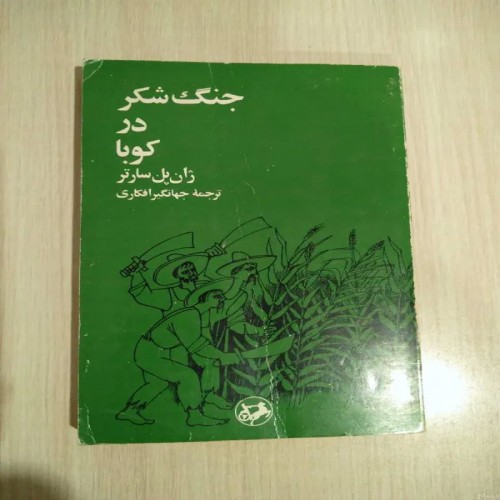 جنگ شکر
در
کوبا
ژان پل سارتر
ترجمهٔ جهانگیر افکاری